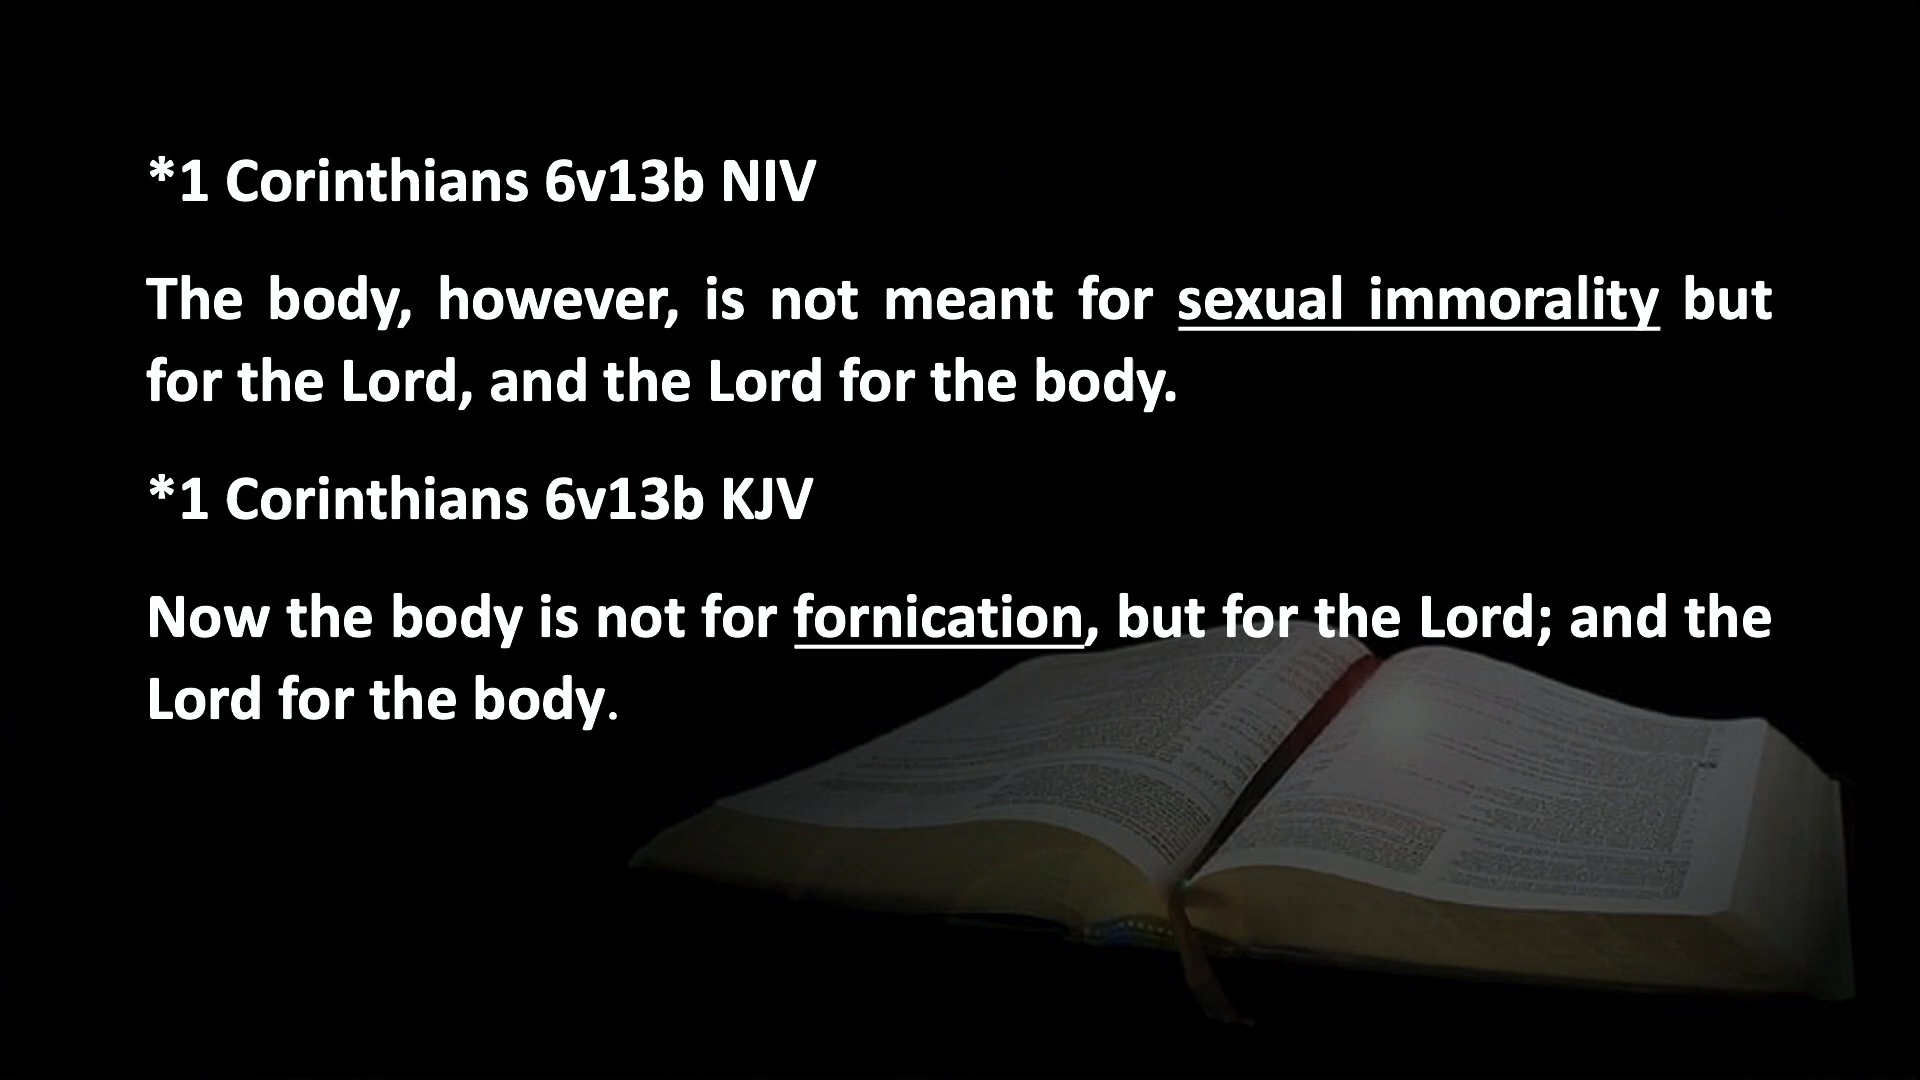 *1 Corinthians 6v13b NIV
The body, however, is not meant for sexual immorality but
for the Lord, and the Lord for the body.
*1 Corinthians 6v13b KJV
Now the body is not for fornication, but for the Lord; and the
Lord for the body.